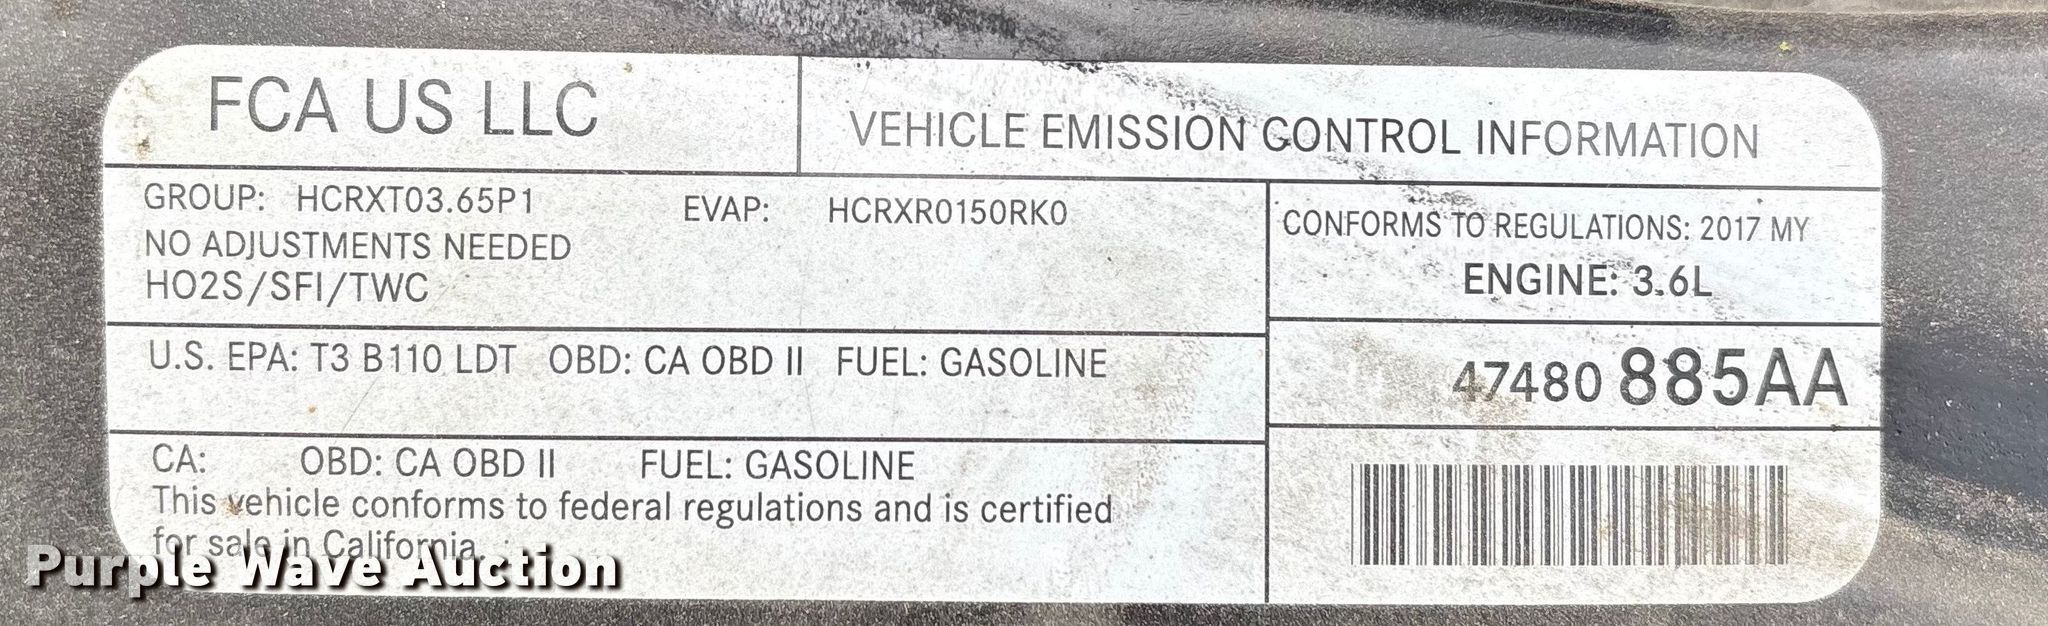 FCA US LLC
VEHICLE EMISSION CONTROL INFORMATION
GROUP: HCRXT03.65P1 EVAP: HCRXR0150RK0
NO ADJUSTMENTS NEEDED
HO2S/SFI/TWC
CONFORMS TO REGULATIONS: 2017 MY
ENGINE: 3.6L
U.S. EPA: T3 B110 LDT OBD: CA OBD II FUEL: GASOLINE
47480 885AA
CA: OBD: CA OBD II FUEL: GASOLINE
This vehicle conforms to federal regulations and is certified
for sale in California.
Purple Wave Auction